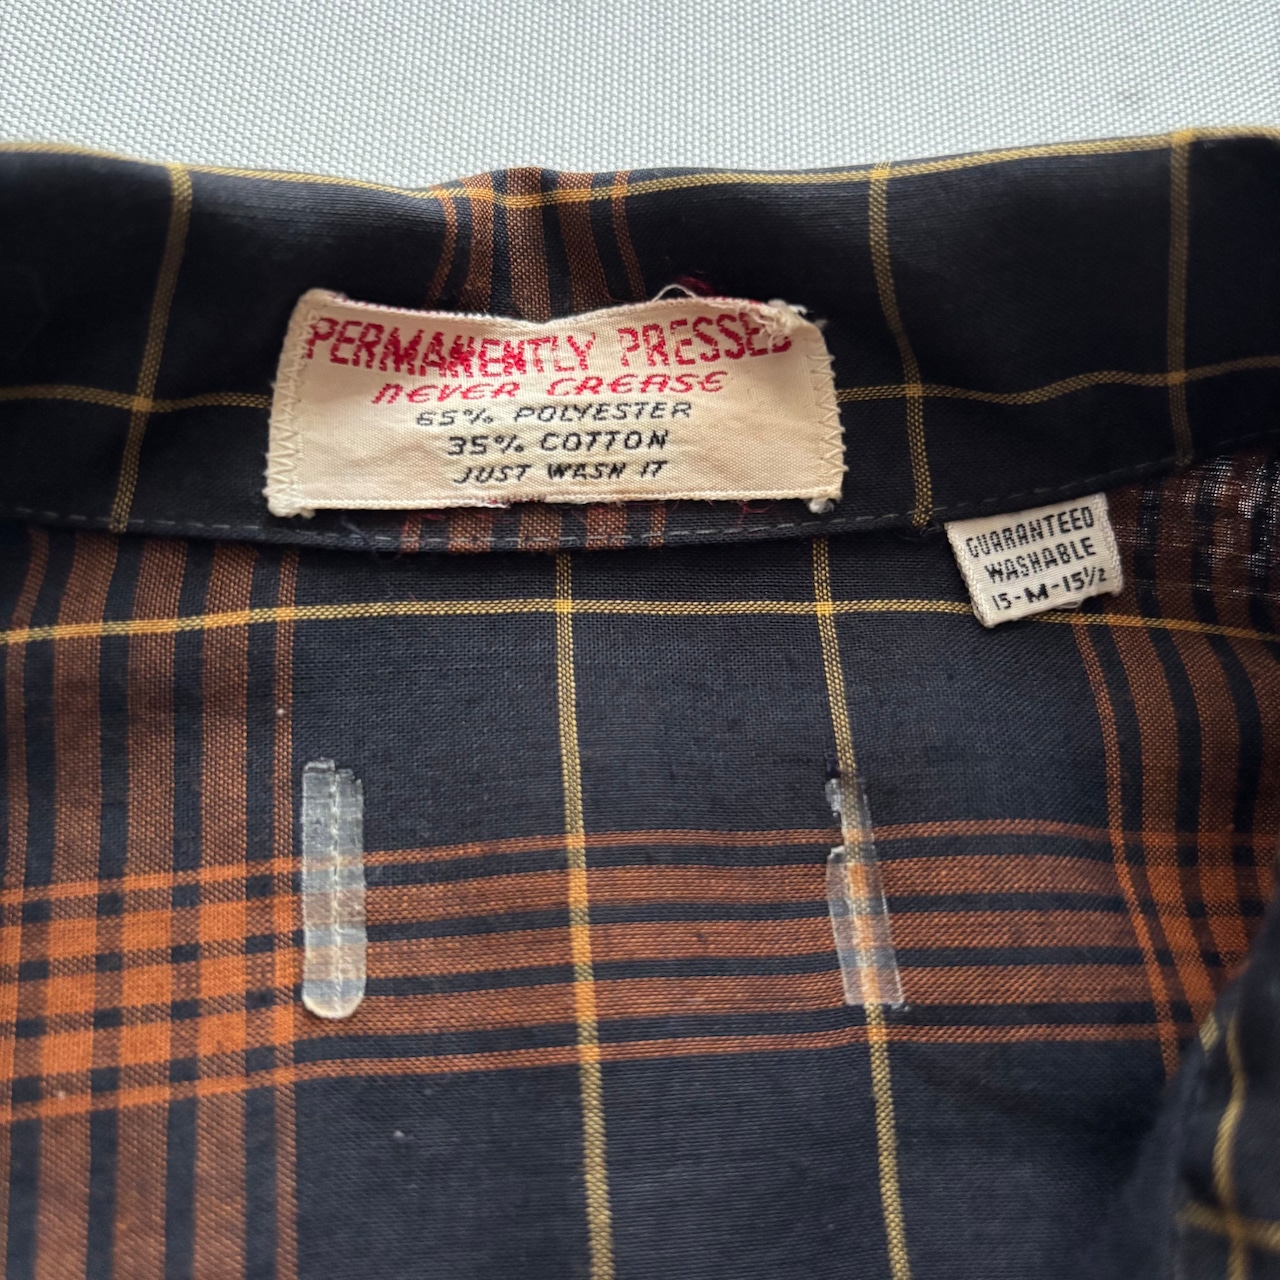 PERMANENTLY PRESSED
NEVER CREASE
65% POLYESTER
35% COTTON
JUST WASH IT
GUARANTEED
WASHABLE
15-M-15½